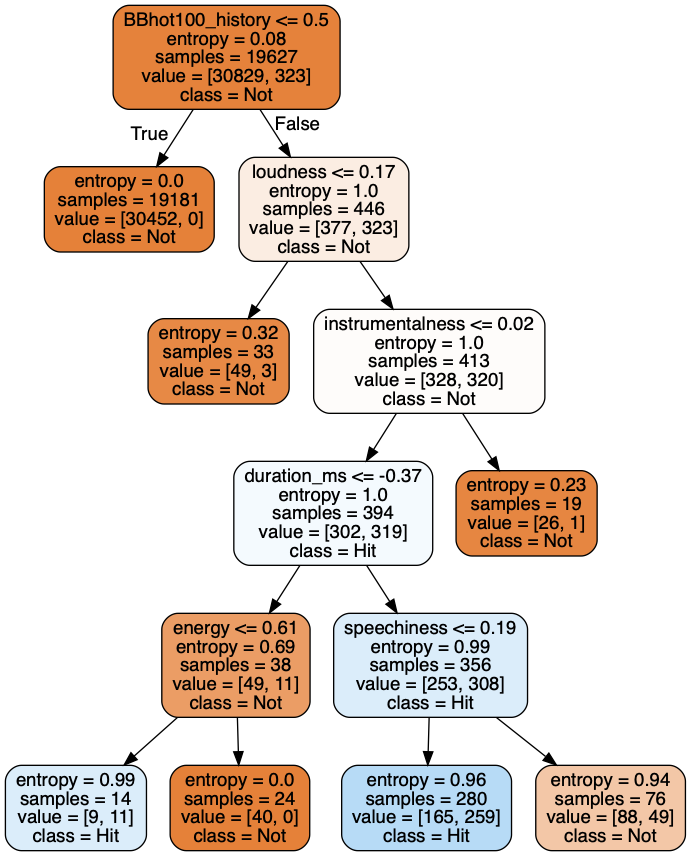 BBhot100_history <= 0.5
entropy = 0.08
samples = 19627
value = [30829, 323]
class = Not
True
False
entropy = 0.0
samples = 19181
value = [30452, 0]
class = Not
loudness <= 0.17
entropy = 1.0
samples = 446
value = [377, 323]
class = Not
entropy = 0.32
samples = 33
value = [49, 3]
class = Not
instrumentalness <= 0.02
entropy = 1.0
samples = 413
value = [328, 320]
class = Not
duration_ms <= -0.37
entropy = 1.0
samples = 394
value = [302, 319]
class = Hit
entropy = 0.23
samples = 19
value = [26, 1]
class = Not
energy <= 0.61
entropy = 0.69
samples = 38
value = [49, 11]
class = Not
speechiness <= 0.19
entropy = 0.99
samples = 356
value = [253, 308]
class = Hit
entropy = 0.99
samples = 14
value = [9, 11]
class = Hit
entropy = 0.0
samples = 24
value = [40, 0]
class = Not
entropy = 0.96
samples = 280
value = [165, 259]
class = Hit
entropy = 0.94
samples = 76
value = [88, 49]
class = Not